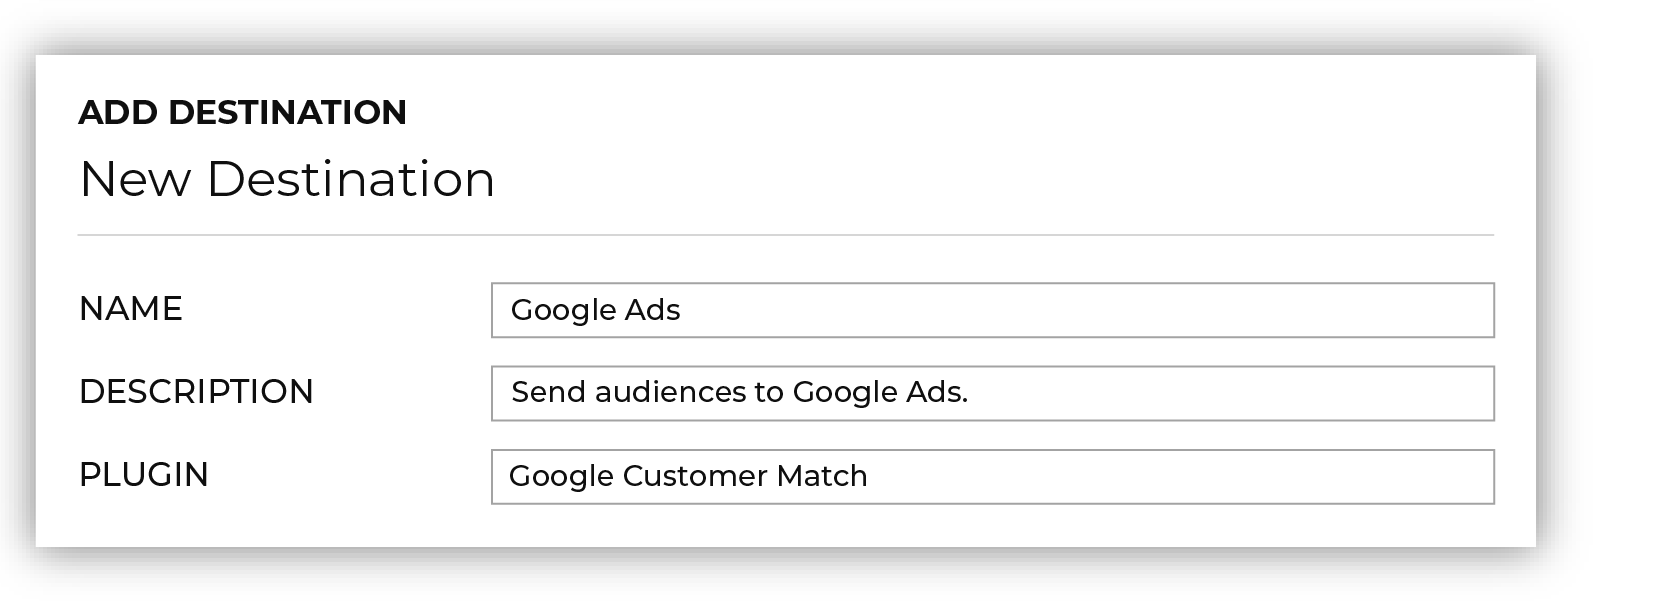 ADD DESTINATION
New Destination
NAME
Google Ads
DESCRIPTION
Send audiences to Google Ads.
PLUGIN
Google Customer Match